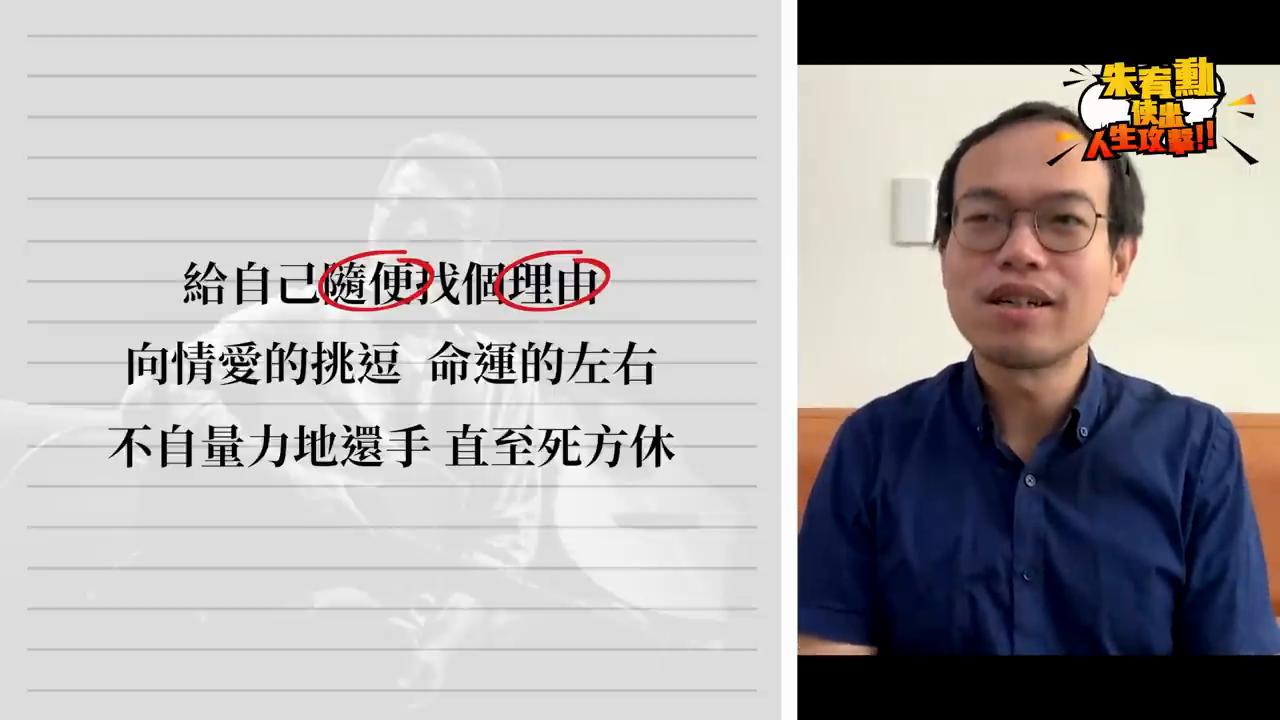 給自己隨便找個理由
向情愛的挑逗 命運的左右
不自量力地還手 直至死方休
朱宥勳
使出
人生攻擊!!